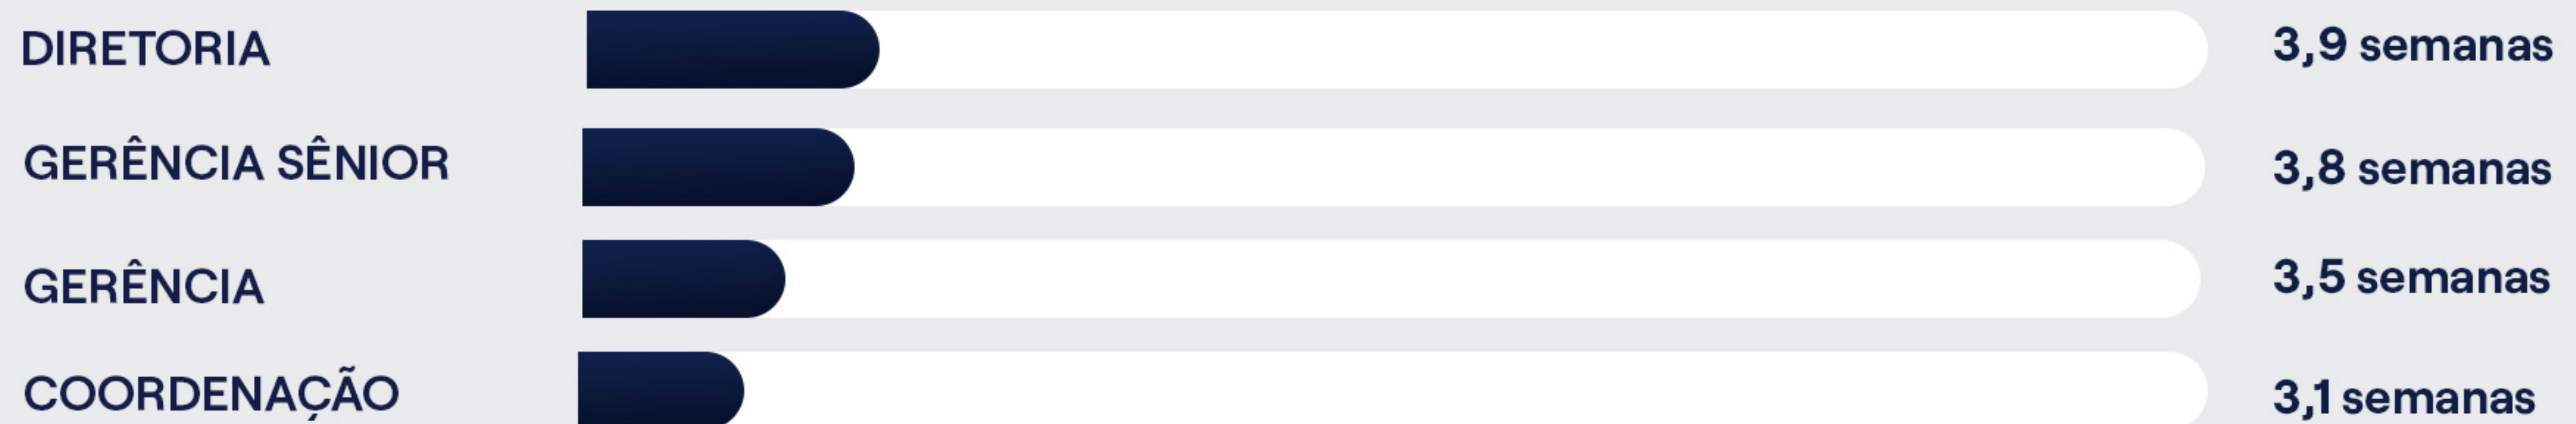 DIRETORIA 3,9 semanas
GERÊNCIA SÊNIOR 3,8 semanas
GERÊNCIA 3,5 semanas
COORDENAÇÃO 3,1 semanas